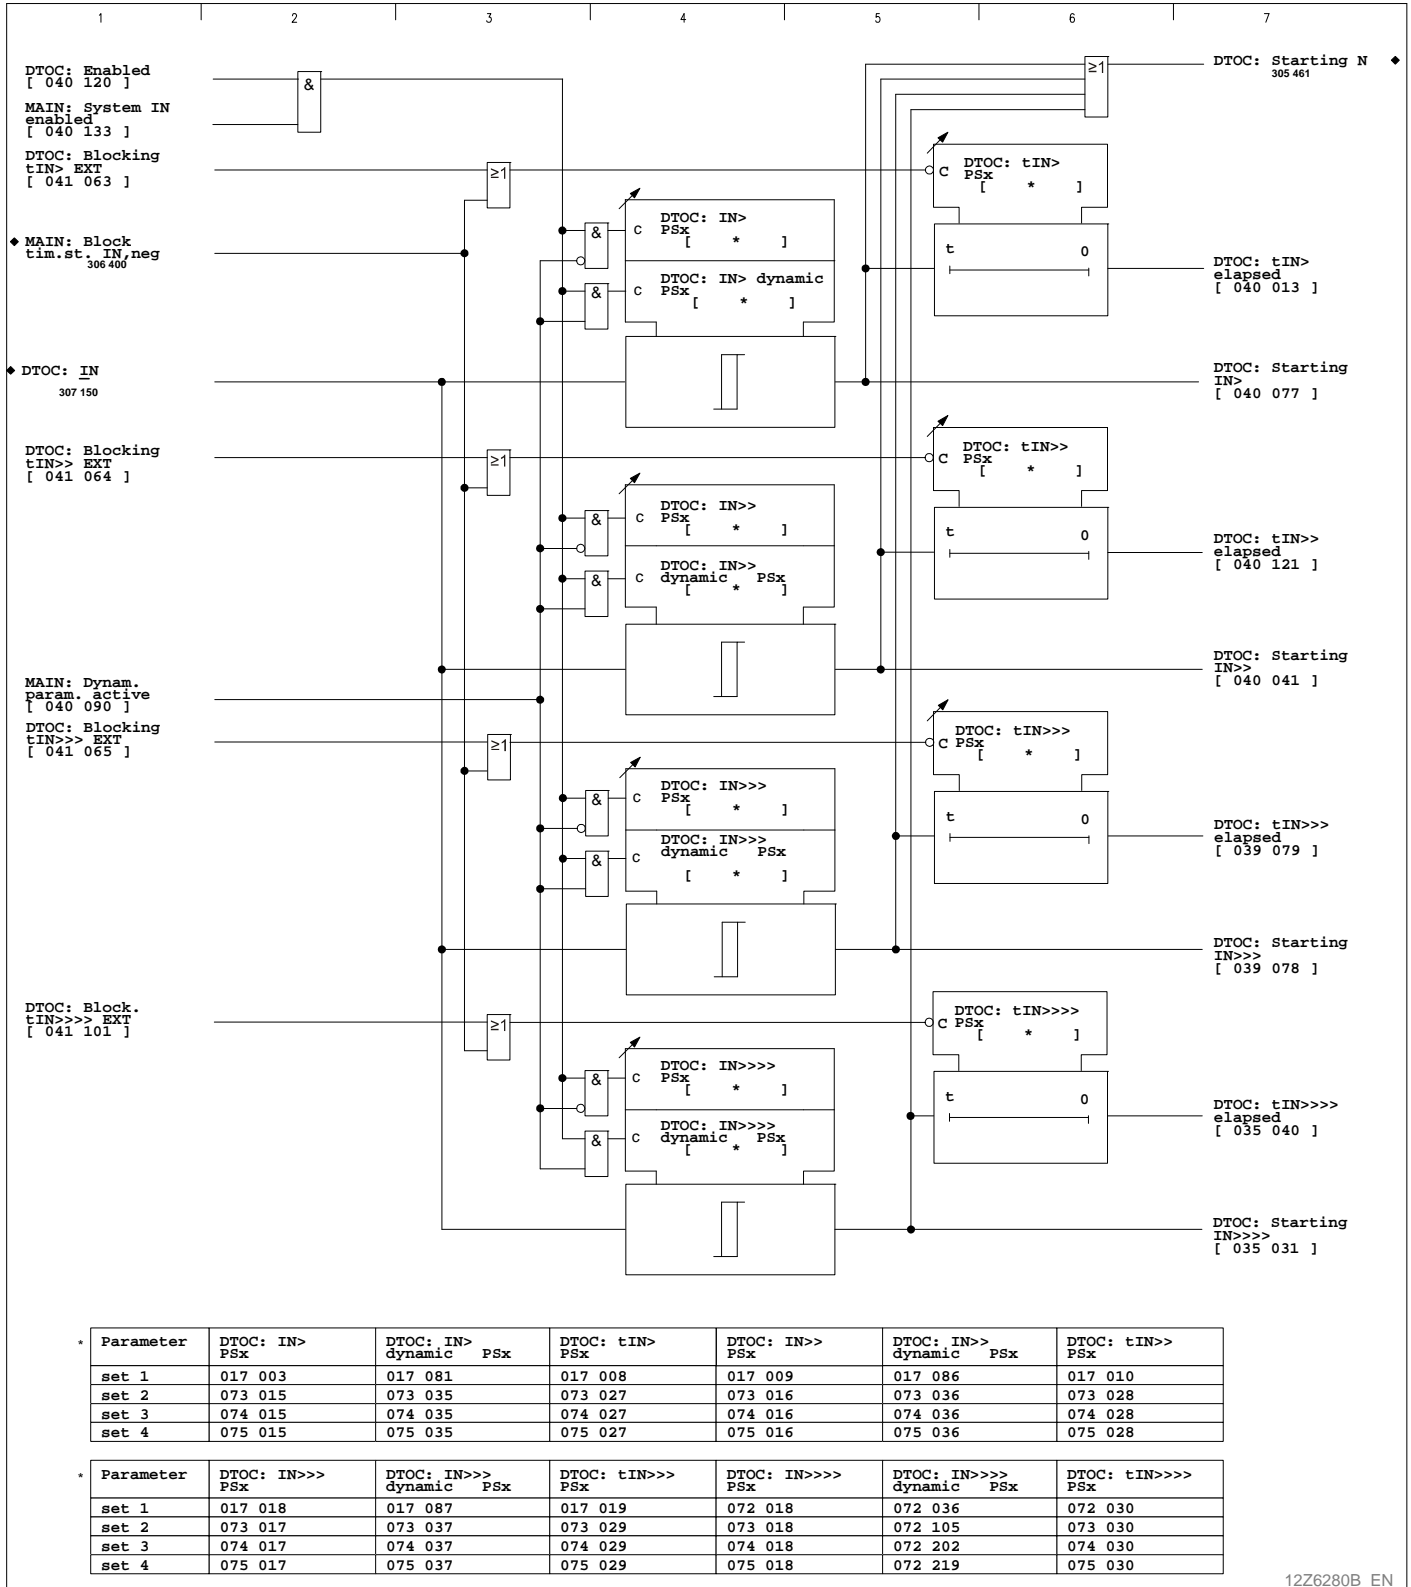 1 2 3 4 5 6 7
DTOC: Enabled
[ 040 120 ]
MAIN: System IN
enabled
[ 040 133 ]
DTOC: Blocking
tIN> EXT
[ 041 063 ]
◆ MAIN: Block
tim.st. IN,neg
306 400
◆ DTOC: IN
307 150
DTOC: Blocking
tIN>> EXT
[ 041 064 ]
MAIN: Dynam.
param. active
[ 040 090 ]
DTOC: Blocking
tIN>>> EXT
[ 041 065 ]
DTOC: Block.
tIN>>>> EXT
[ 041 101 ]
&
≥1
≥1
≥1
≥1
&
&
&
&
&
&
&
&
C DTOC: IN>
PSx
[ * ]
C DTOC: IN> dynamic
PSx
[ * ]
C DTOC: IN>>
PSx
[ * ]
C DTOC: IN>>
dynamic PSx
[ * ]
C DTOC: IN>>>
PSx
[ * ]
C DTOC: IN>>>
dynamic PSx
[ * ]
C DTOC: IN>>>>
PSx
[ * ]
C DTOC: IN>>>>
dynamic PSx
[ * ]
≥1
C DTOC: tIN>
PSx
[ * ]
t 0
C DTOC: tIN>>
PSx
[ * ]
t 0
C DTOC: tIN>>>
PSx
[ * ]
t 0
C DTOC: tIN>>>>
PSx
[ * ]
t 0
DTOC: Starting N ◆
305 461
DTOC: tIN>
elapsed
[ 040 013 ]
DTOC: Starting
IN>
[ 040 077 ]
DTOC: tIN>>
elapsed
[ 040 121 ]
DTOC: Starting
IN>>
[ 040 041 ]
DTOC: tIN>>>
elapsed
[ 039 079 ]
DTOC: Starting
IN>>>
[ 039 078 ]
DTOC: tIN>>>>
elapsed
[ 035 040 ]
DTOC: Starting
IN>>>>
[ 035 031 ]
* Parameter DTOC: IN> DTOC: IN> DTOC: tIN> DTOC: IN>> DTOC: IN>> DTOC: tIN>>
PSx dynamic PSx PSx PSx dynamic PSx PSx
set 1 017 003 017 081 017 008 017 009 017 086 017 010
set 2 073 015 073 035 073 027 073 016 073 036 073 028
set 3 074 015 074 035 074 027 074 016 074 036 074 028
set 4 075 015 075 035 075 027 075 016 075 036 075 028
* Parameter DTOC: IN>>> DTOC: IN>>> DTOC: tIN>>> DTOC: IN>>>> DTOC: IN>>>> DTOC: tIN>>>>
PSx dynamic PSx PSx PSx dynamic PSx PSx
set 1 017 018 017 087 017 019 072 018 072 036 072 030
set 2 073 017 073 037 073 029 073 018 072 105 073 030
set 3 074 017 074 037 074 029 074 018 072 202 074 030
set 4 075 017 075 037 075 029 075 018 072 219 075 030
12Z6280B_EN